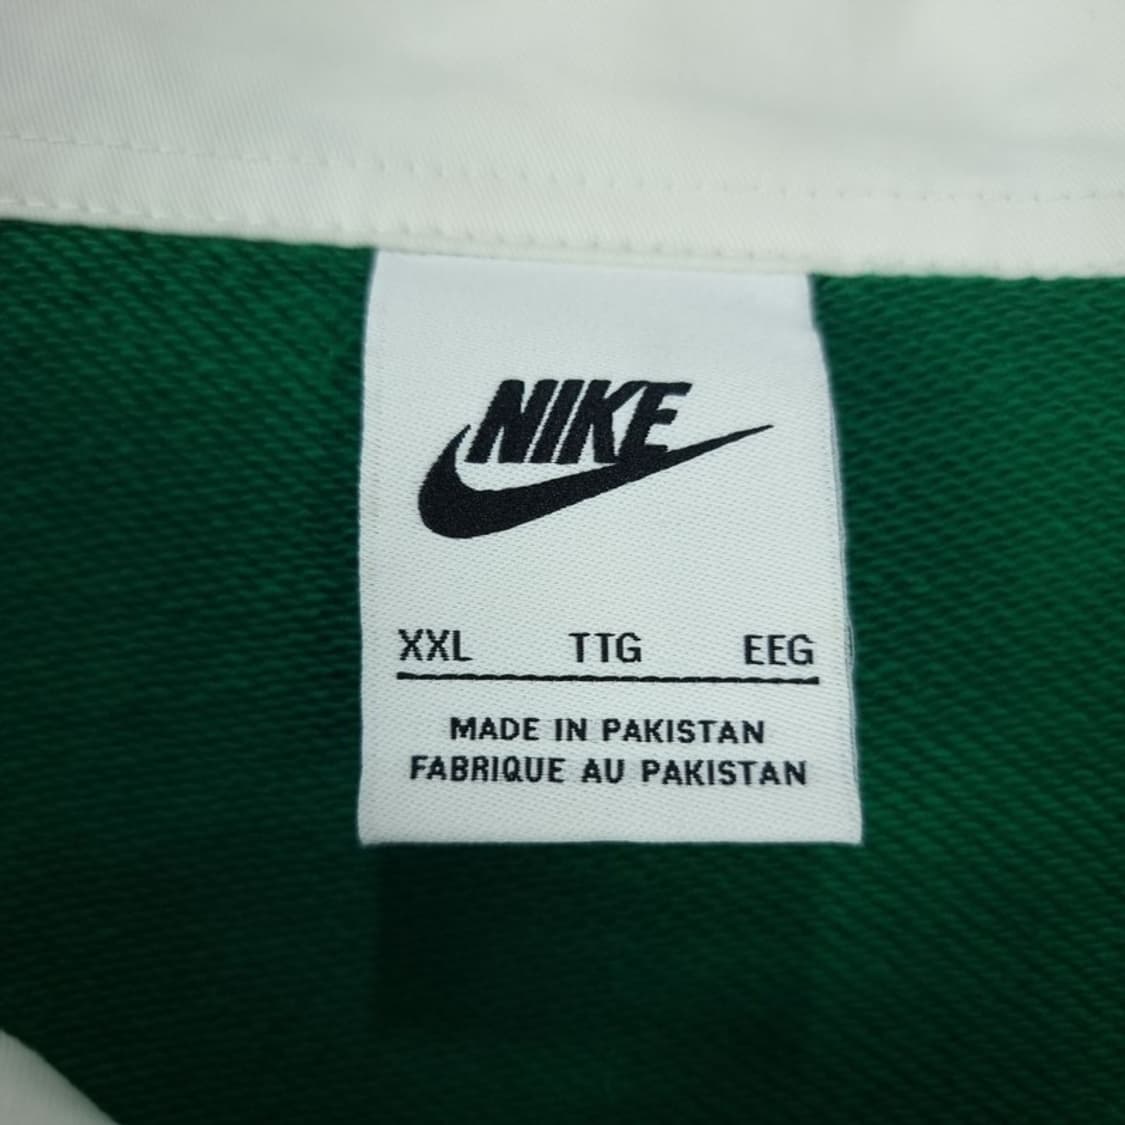 NIKE
XXL TTG EEG
MADE IN PAKISTAN
FABRIQUE AU PAKISTAN